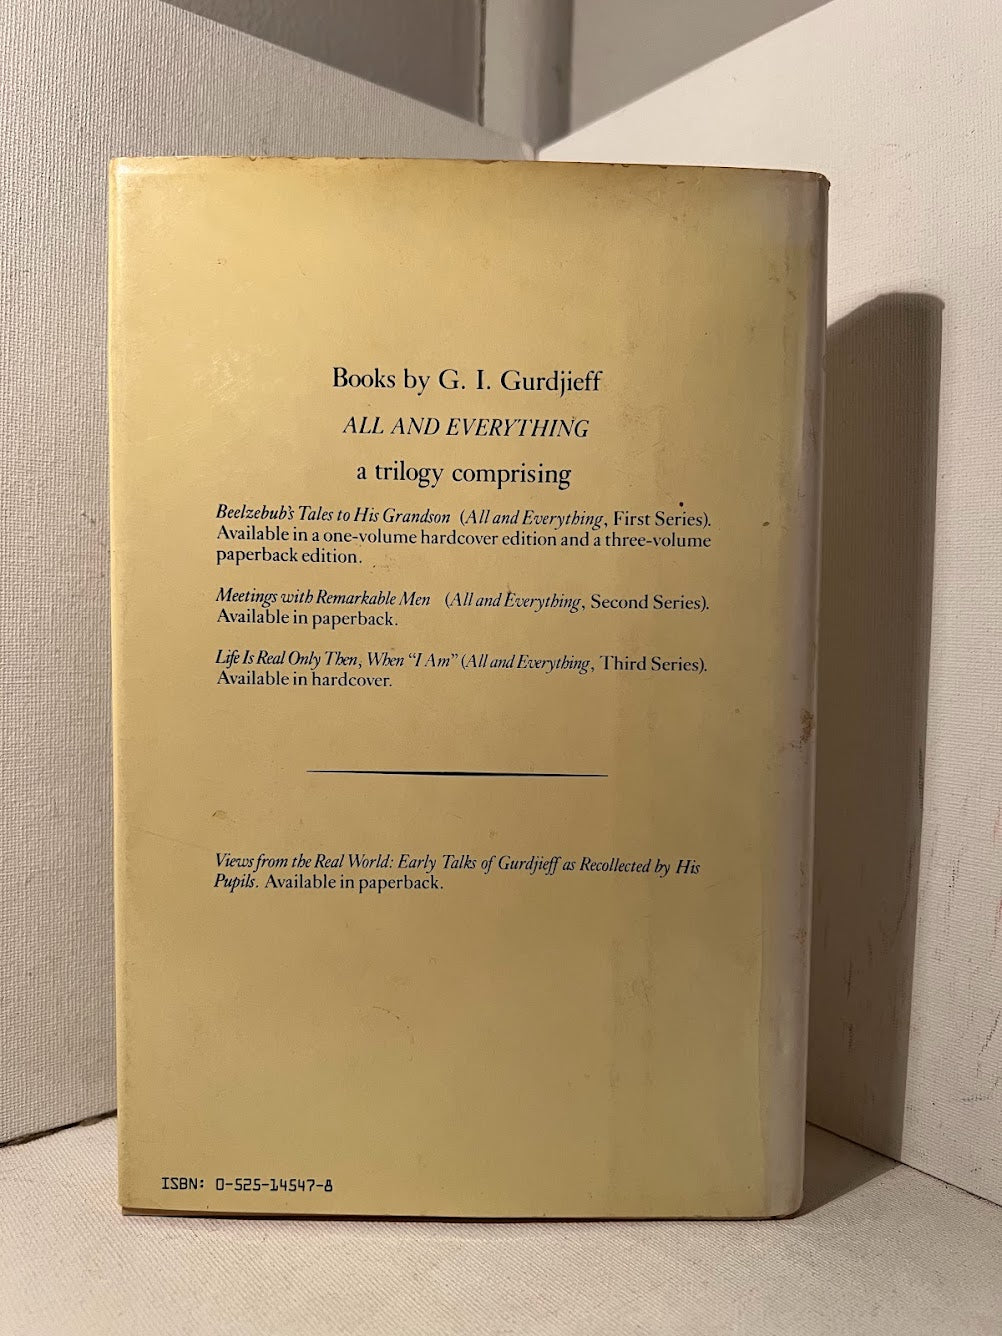 Books by G. I. Gurdjieff
ALL AND EVERYTHING
a trilogy comprising
Beelzebub's Tales to His Grandson (All and Everything, First Series).
Available in a one-volume hardcover edition and a three-volume
paperback edition.
Meetings with Remarkable Men (All and Everything, Second Series).
Available in paperback.
Life Is Real Only Then, When “I Am” (All and Everything, Third Series).
Available in hardcover.
Views from the Real World: Early Talks of Gurdjieff as Recollected by His
Pupils. Available in paperback.
ISBN: 0-525-14547-8